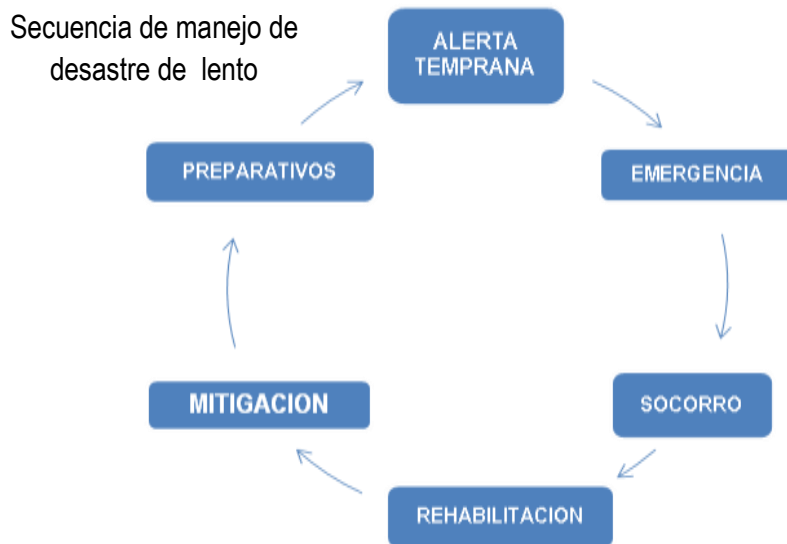 Secuencia de manejo de
desastre de lento
ALERTA
TEMPRANA
EMERGENCIA
SOCORRO
REHABILITACION
MITIGACION
PREPARATIVOS